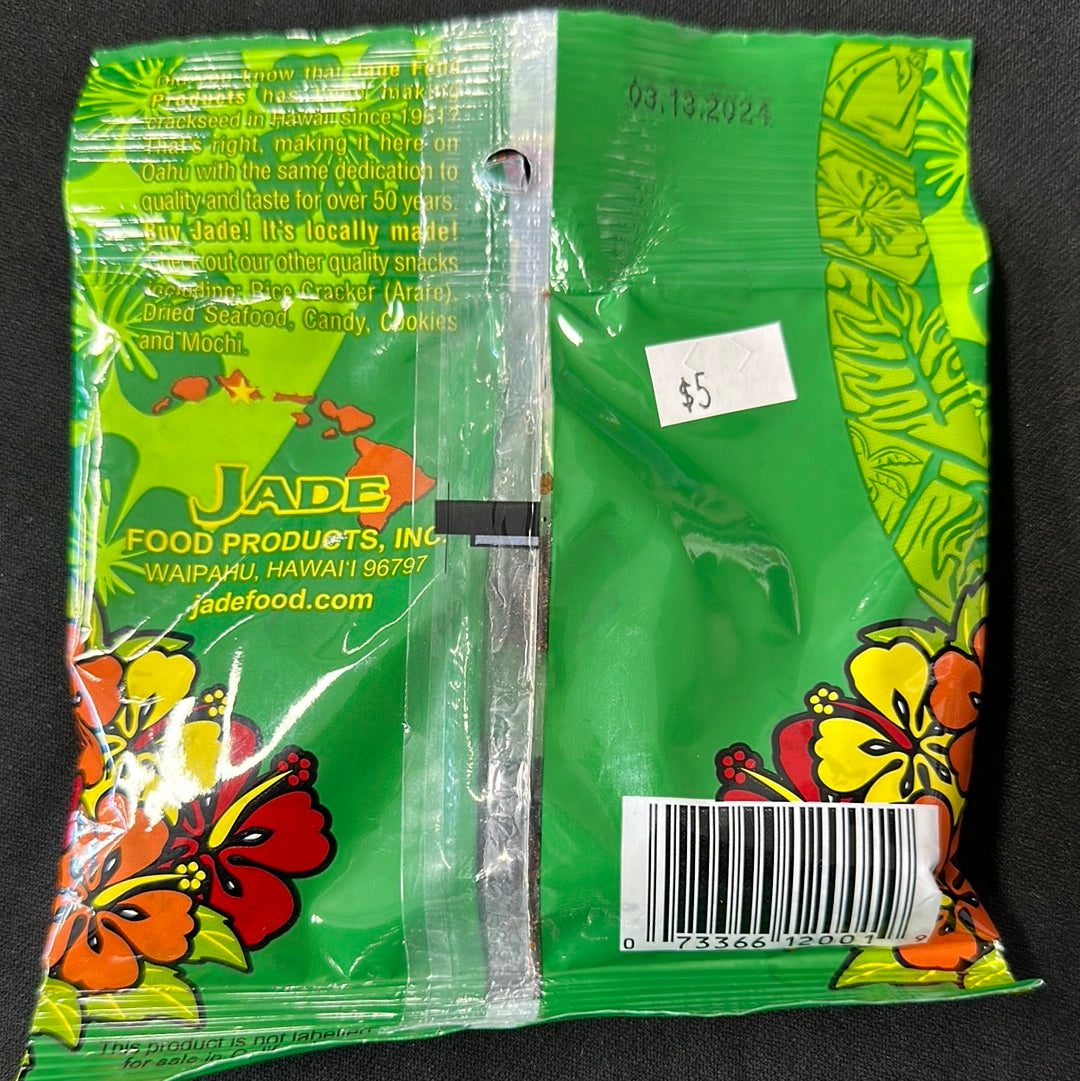 Did you know that Jade Food
Products has been making
crackseed in Hawaii since 1961?
That's right, making it here on
Oahu with the same dedication to
quality and taste for over 50 years.
Buy Jade! It's locally made!
Check out our other quality snacks
including: Rice Cracker (Arare),
Dried Seafood, Candy, Cookies
and Mochi.
JADE
FOOD PRODUCTS, INC.
WAIPAHU, HAWAI'I 96797
jadefood.com
03.13.2024
$5
0 73366 12001 9
This product is not labelled
for sale in